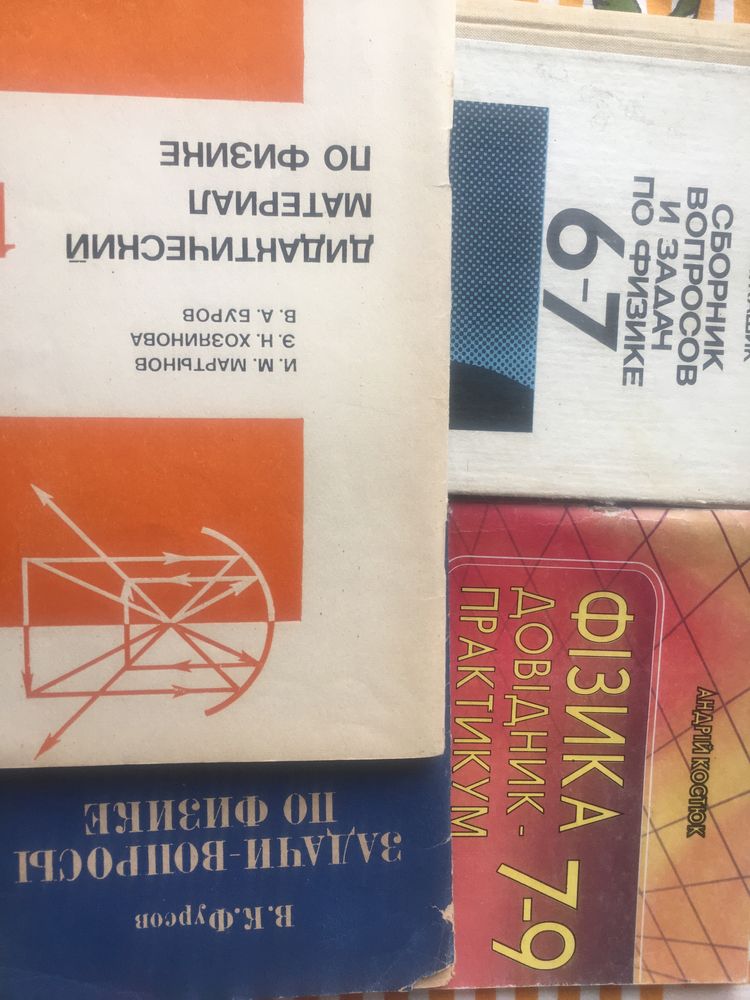 И. М. МАРТЫНОВ
Э. Н. ХОЗЯИНОВА
В. А. БУРОВ
ДИДАКТИЧЕСКИЙ
МАТЕРИАЛ
ПО ФИЗИКЕ
СБОРНИК
ВОПРОСОВ
И ЗАДАЧ
ПО ФИЗИКЕ
6-7
АНДРІЙ КОСТЮК
ФІЗИКА 7-9
ДОВІДНИК -
ПРАКТИКУМ
В.К.Фурсов
ЗАДАЧИ-ВОПРОСЫ
ПО ФИЗИКЕ